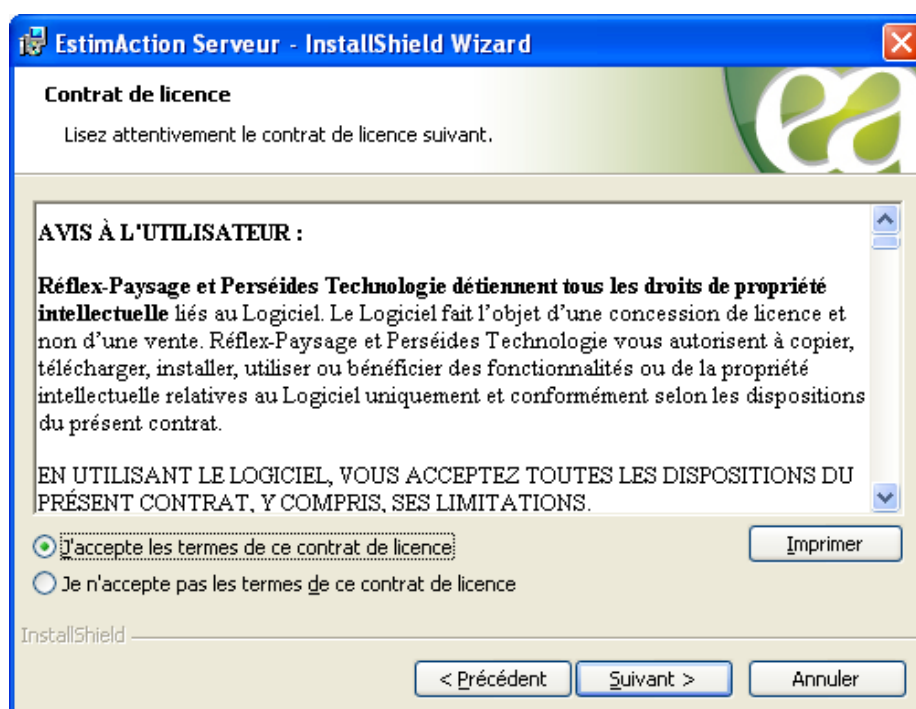 EstimAction Serveur - InstallShield Wizard
Contrat de licence
Lisez attentivement le contrat de licence suivant.
ea
AVIS À L'UTILISATEUR :
Réflex-Paysage et Perséides Technologie détiennent tous les droits de propriété
intellectuelle liés au Logiciel. Le Logiciel fait l'objet d'une concession de licence et
non d'une vente. Réflex-Paysage et Perséides Technologie vous autorisent à copier,
télécharger, installer, utiliser ou bénéficier des fonctionnalités ou de la propriété
intellectuelle relatives au Logiciel uniquement et conformément selon les dispositions
du présent contrat.
EN UTILISANT LE LOGICIEL, VOUS ACCEPTEZ TOUTES LES DISPOSITIONS DU
PRÉSENT CONTRAT, Y COMPRIS, SES LIMITATIONS.
J'accepte les termes de ce contrat de licence
Imprimer
Je n'accepte pas les termes de ce contrat de licence
InstallShield
< Précédent
Suivant >
Annuler